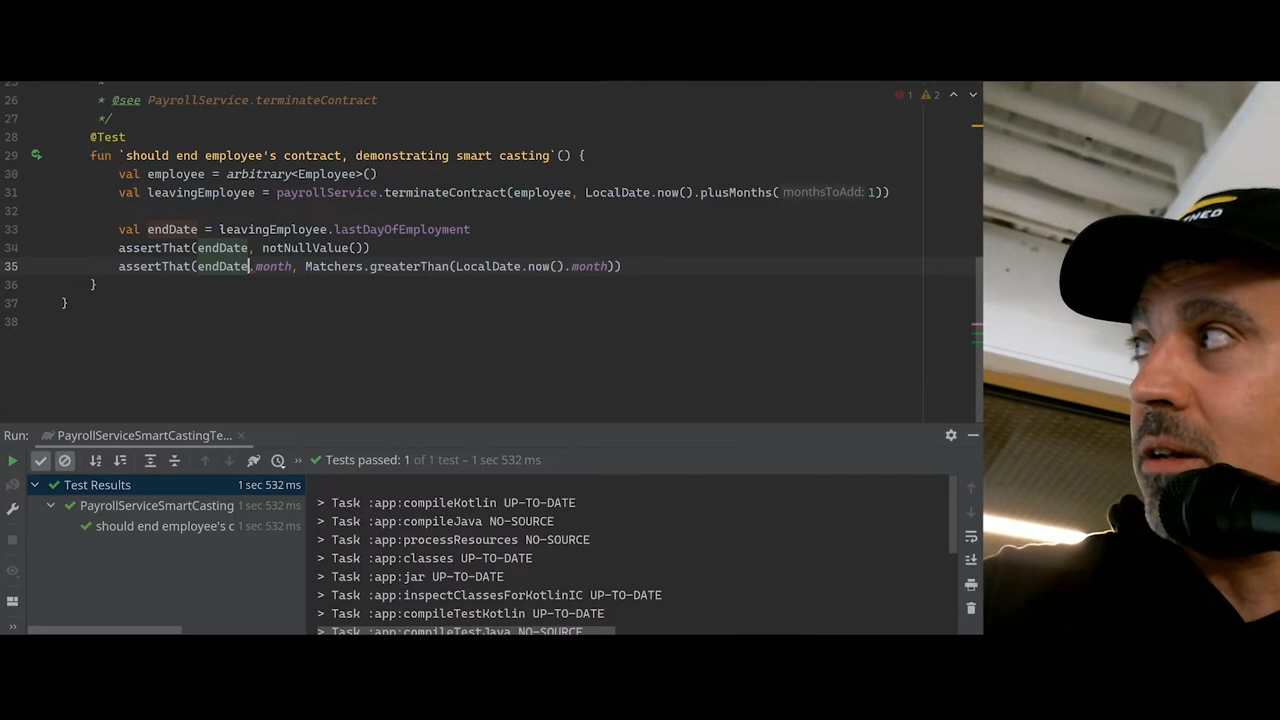 26 * @see PayrollService.terminateContract
27 */
28 @Test
29 fun `should end employee's contract, demonstrating smart casting`() {
30 val employee = arbitrary<Employee>()
31 val leavingEmployee = payrollService.terminateContract(employee, LocalDate.now().plusMonths( monthsToAdd: 1))
32
33 val endDate = leavingEmployee.lastDayOfEmployment
34 assertThat(endDate, notNullValue())
35 assertThat(endDate.month, Matchers.greaterThan(LocalDate.now().month))
36 }
37 }
38
1 2
NED
Run: PayrollServiceSmartCastingTe...
Tests passed: 1 of 1 test – 1 sec 532 ms
Test Results 1 sec 532 ms
PayrollServiceSmartCasting 1 sec 532 ms
should end employee's c 1 sec 532 ms
> Task :app:compileKotlin UP-TO-DATE
> Task :app:compileJava NO-SOURCE
> Task :app:processResources NO-SOURCE
> Task :app:classes UP-TO-DATE
> Task :app:jar UP-TO-DATE
> Task :app:inspectClassesForKotlinIC UP-TO-DATE
> Task :app:compileTestKotlin UP-TO-DATE
> Task :app:compileTestJava NO-SOURCE